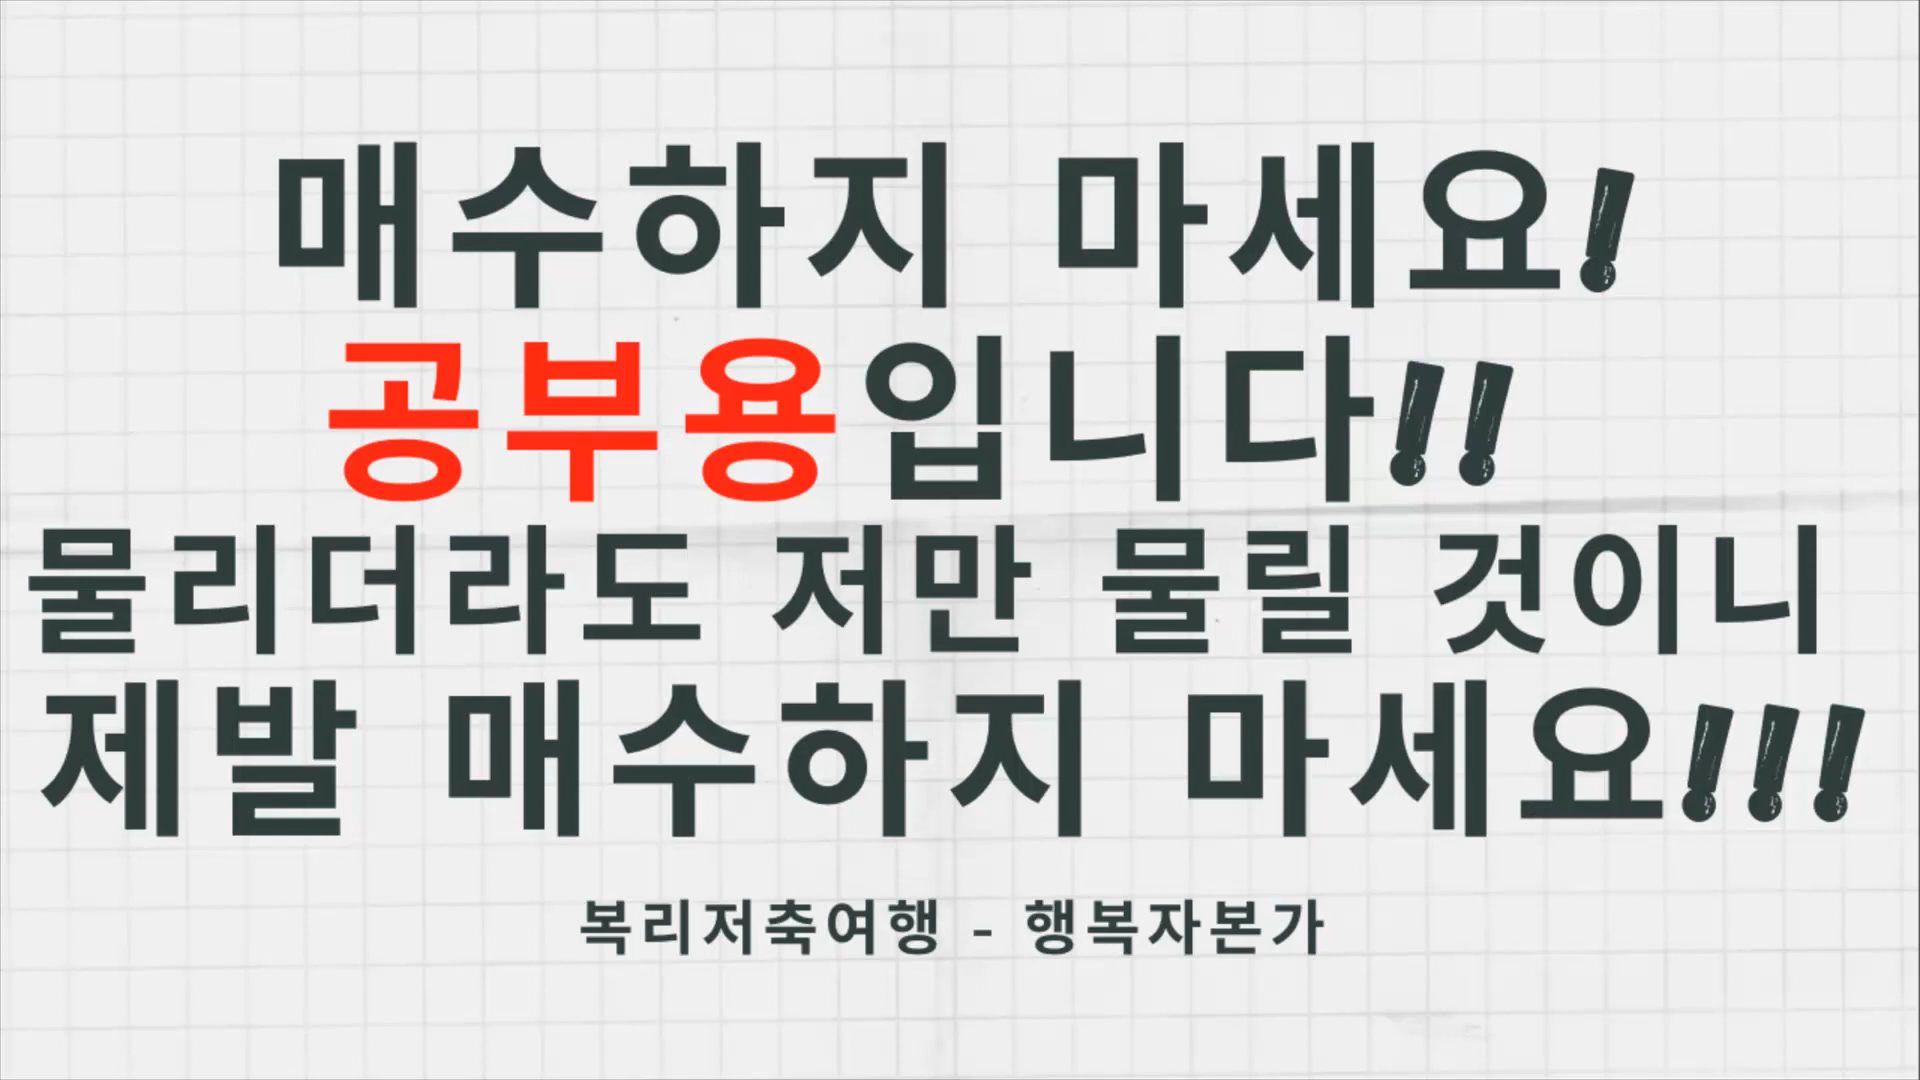 매수하지 마세요!
공부용입니다!!
물리더라도 저만 물릴 것이니
제발 매수하지 마세요!!!
복리저축여행 - 행복자본가